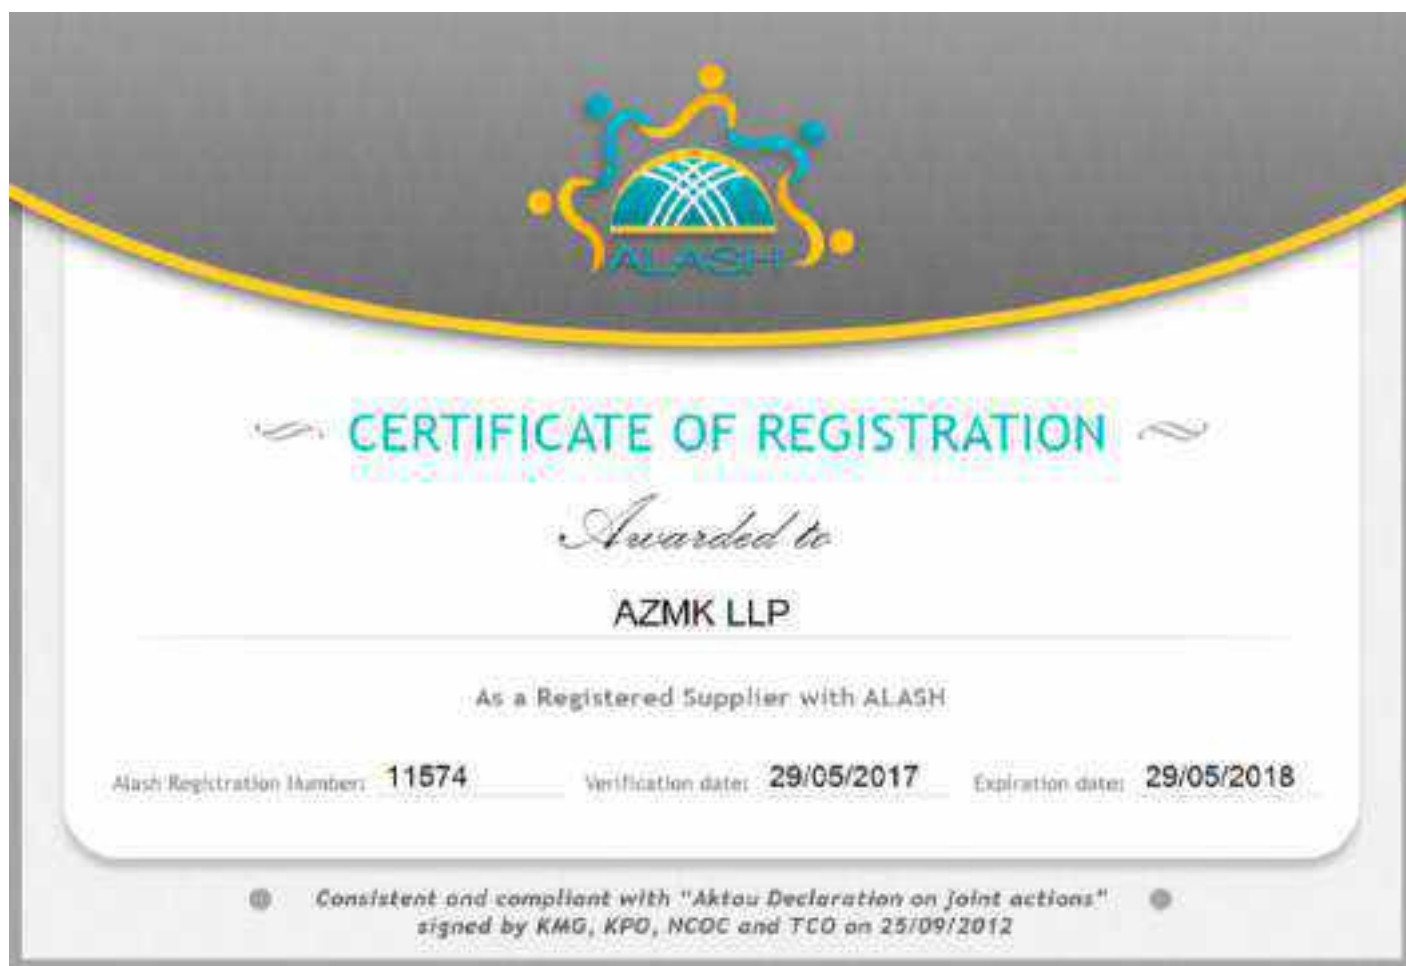 ALASH
CERTIFICATE OF REGISTRATION
Awarded to
AZMK LLP
As a Registered Supplier with ALASH
Alash Registration Number: 11574 Verification date: 29/05/2017 Expiration date: 29/05/2018
Consistent and compliant with "Aktau Declaration on joint actions"
signed by KMG, KPO, NCOC and TCO on 25/09/2012